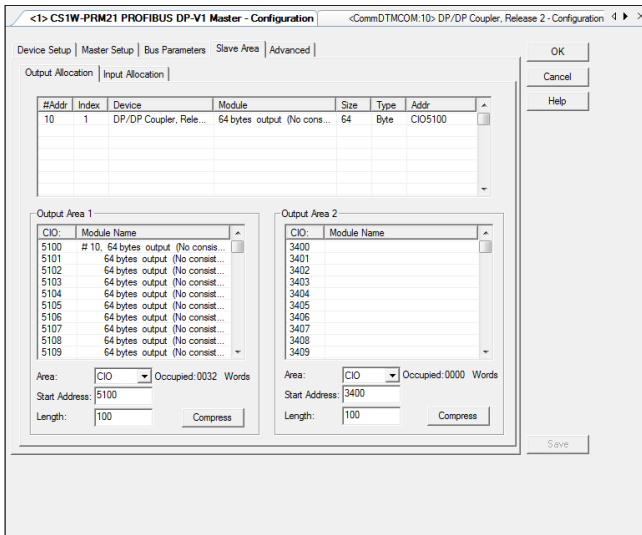 <1> CS1W-PRM21 PROFIBUS DP-V1 Master - Configuration <CommDTMCOM:10> DP/DP Coupler, Release 2 - Configuration
Device Setup Master Setup Bus Parameters Slave Area Advanced
OK
Output Allocation Input Allocation
Cancel
Help
#Addr Index Device Module Size Type Addr
10 1 DP/DP Coupler, Rele... 64 bytes output (No cons... 64 Byte CIO5100
Output Area 1
CIO: Module Name
5100 # 10, 64 bytes output (No consis...
5101 64 bytes output (No consist...
5102 64 bytes output (No consist...
5103 64 bytes output (No consist...
5104 64 bytes output (No consist...
5105 64 bytes output (No consist...
5106 64 bytes output (No consist...
5107 64 bytes output (No consist...
5108 64 bytes output (No consist...
5109 64 bytes output (No consist...
Area: CIO Occupied:0032 Words
Start Address: 5100
Length: 100 Compress
Output Area 2
CIO: Module Name
3400
3401
3402
3403
3404
3405
3406
3407
3408
3409
Area: CIO Occupied:0000 Words
Start Address: 3400
Length: 100 Compress
Save